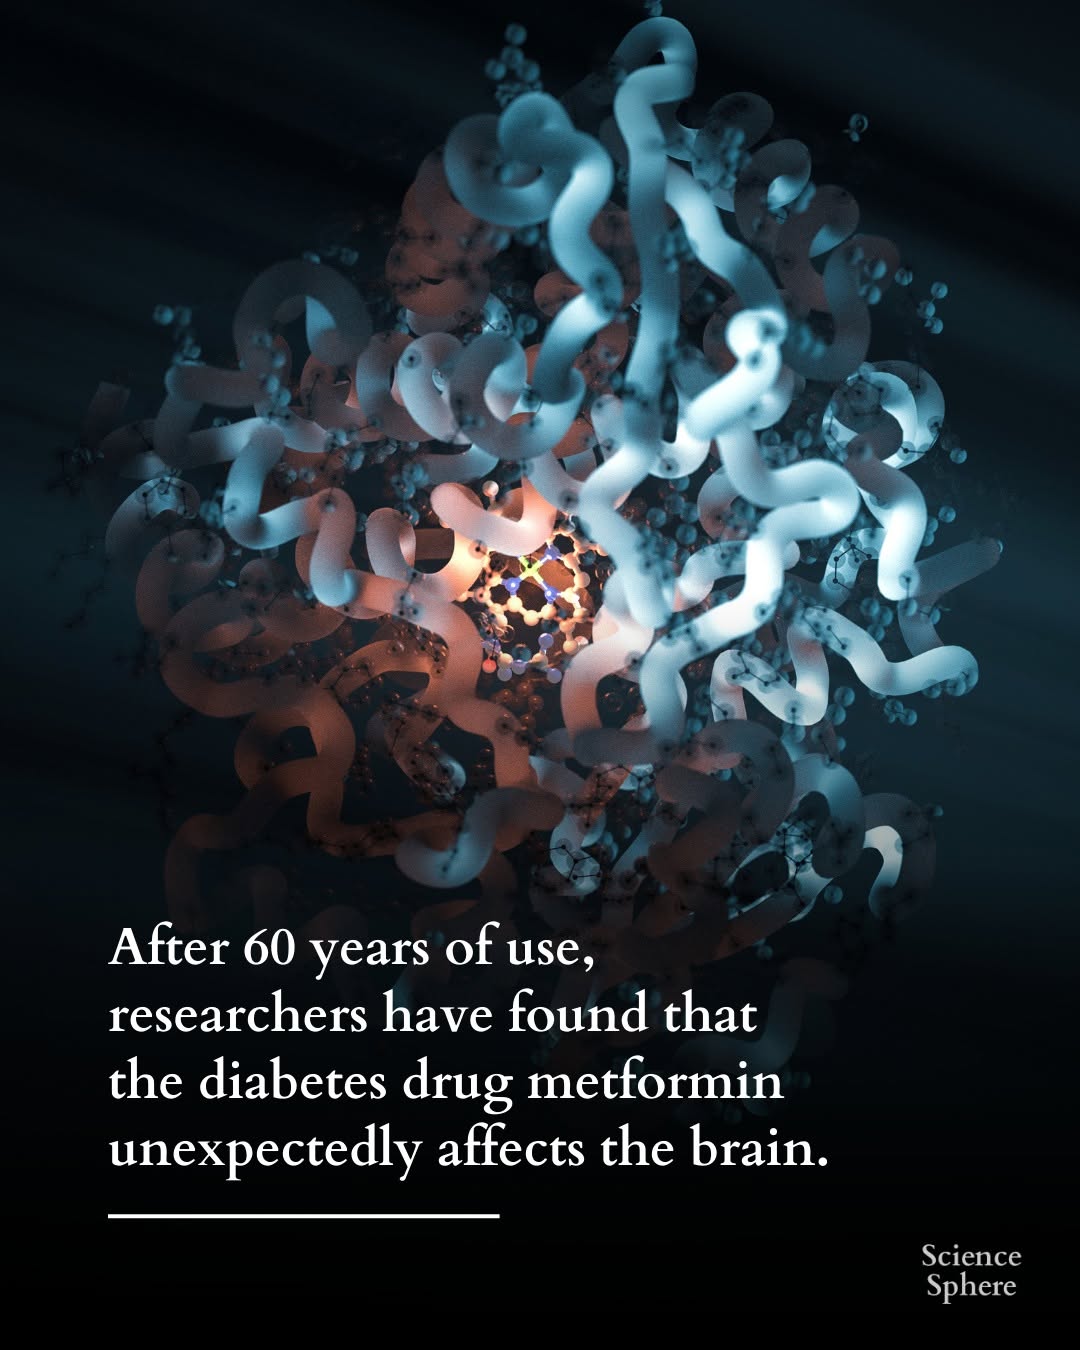 After 60 years of use,
researchers have found that
the diabetes drug metformin
unexpectedly affects the brain.
Science
Sphere